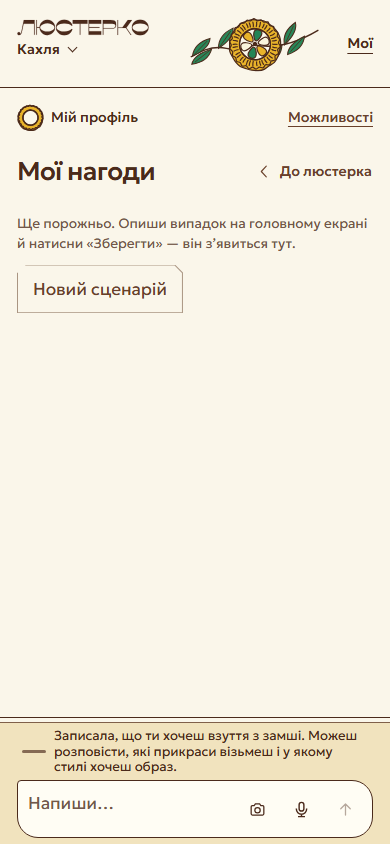 ЛЮСТЕРКО
Кахля
Мої
Мій профіль
Можливості
Мої нагоди
До люстерка
Ще порожньо. Опиши випадок на головному екрані
й натисни «Зберегти» — він зʼявиться тут.
Новий сценарій
Записала, що ти хочеш взуття з замші. Можеш
розповісти, які прикраси візьмеш і у якому
стилі хочеш образ.
Напиши...